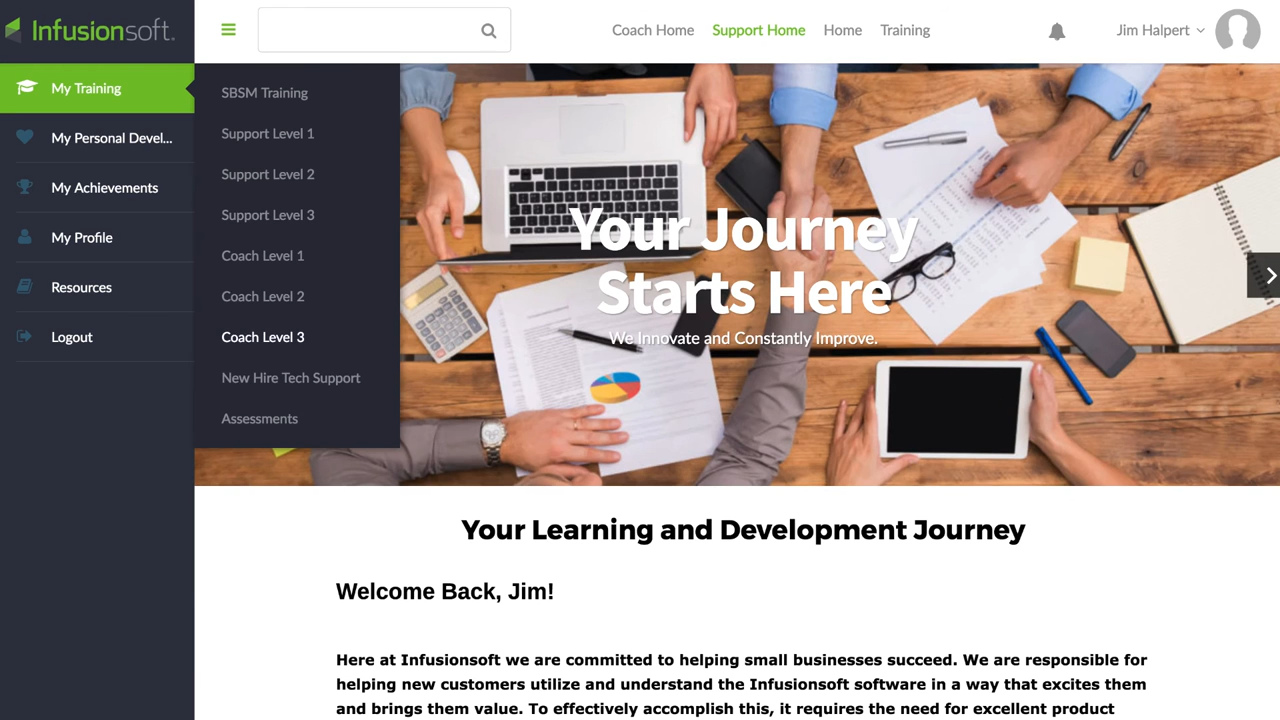 Infusionsoft.
Coach Home
Support Home
Home
Training
Jim Halpert
My Training
My Personal Devel...
My Achievements
My Profile
Resources
Logout
SBSM Training
Support Level 1
Support Level 2
Support Level 3
Coach Level 1
Coach Level 2
Coach Level 3
New Hire Tech Support
Assessments
Your Journey
Starts Here
We Innovate and Constantly Improve.
Your Learning and Development Journey
Welcome Back, Jim!
Here at Infusionsoft we are committed to helping small businesses succeed. We are responsible for
helping new customers utilize and understand the Infusionsoft software in a way that excites them
and brings them value. To effectively accomplish this, it requires the need for excellent product